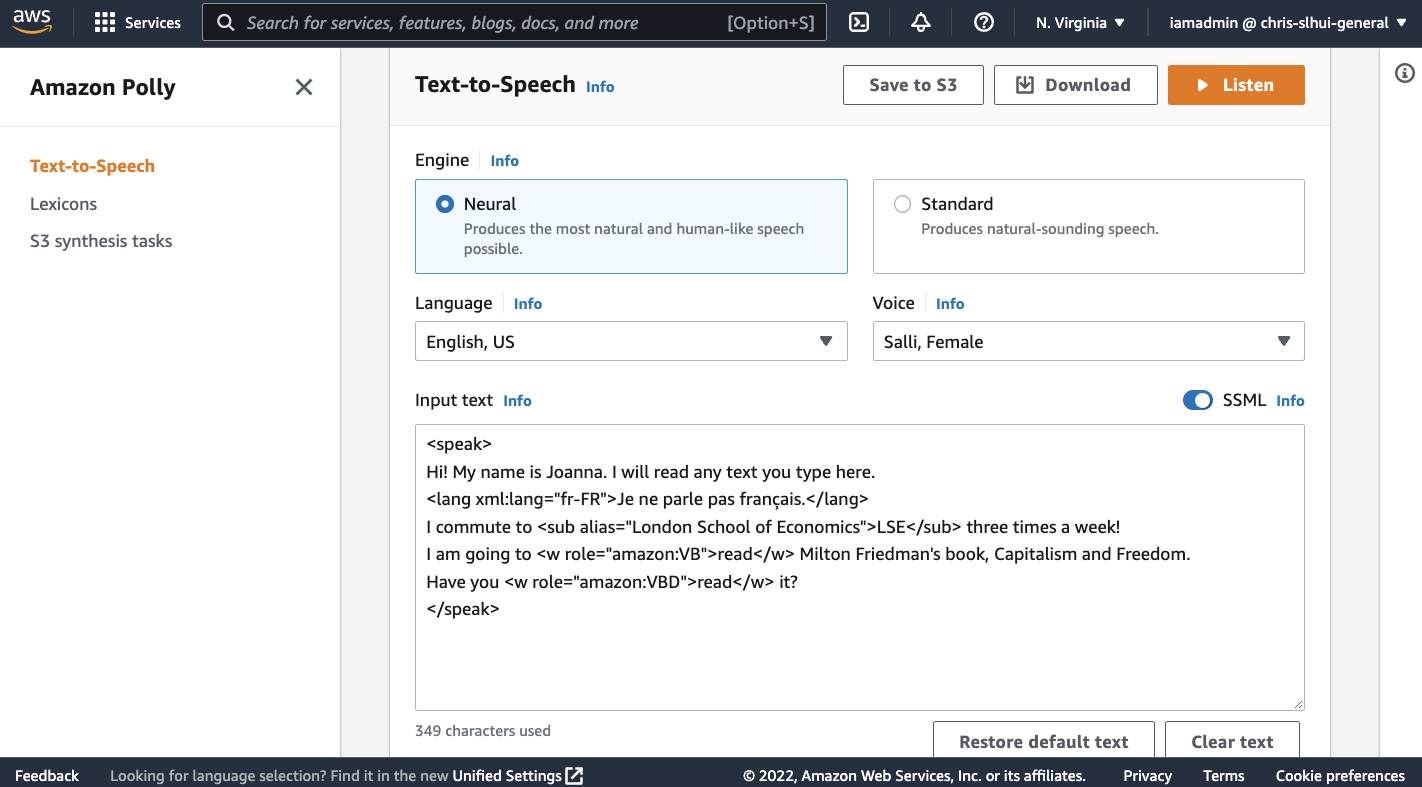 aws
Services
Search for services, features, blogs, docs, and more [Option+S]
N. Virginia
iamadmin @ chris-slhui-general
Amazon Polly
Text-to-Speech
Lexicons
S3 synthesis tasks
Text-to-Speech Info
Save to S3
Download
Listen
Engine Info
Neural
Produces the most natural and human-like speech
possible.
Standard
Produces natural-sounding speech.
Language Info
English, US
Voice Info
Salli, Female
Input text Info
SSML Info
<speak>
Hi! My name is Joanna. I will read any text you type here.
<lang xml:lang="fr-FR">Je ne parle pas français.</lang>
I commute to <sub alias="London School of Economics">LSE</sub> three times a week!
I am going to <w role="amazon:VB">read</w> Milton Friedman's book, Capitalism and Freedom.
Have you <w role="amazon:VBD">read</w> it?
</speak>
349 characters used
Restore default text
Clear text
Feedback
Looking for language selection? Find it in the new Unified Settings
© 2022, Amazon Web Services, Inc. or its affiliates.
Privacy
Terms
Cookie preferences